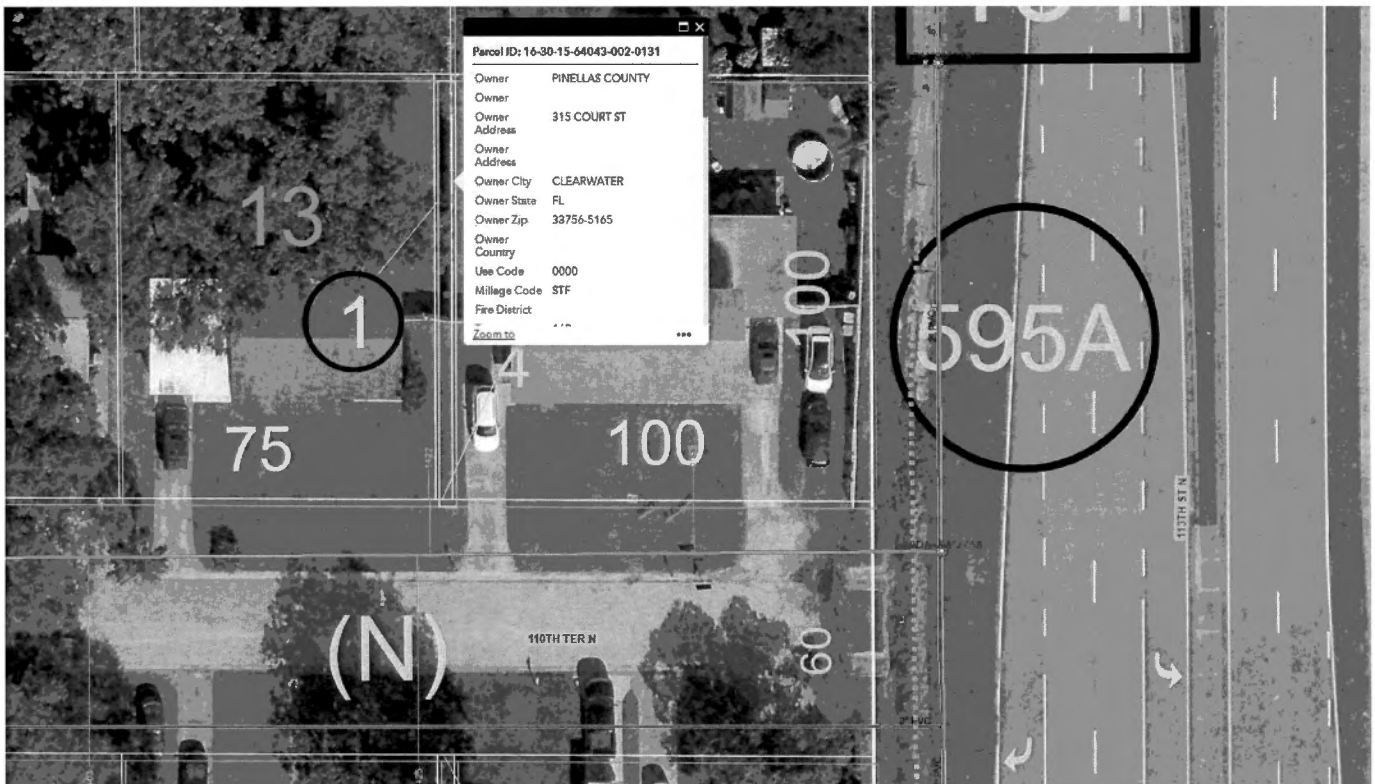 Parcel ID: 16-30-15-64043-002-0131
Owner PINELLAS COUNTY
Owner
Owner Address 315 COURT ST
Owner Address
Owner City CLEARWATER
Owner State FL
Owner Zip 33756-5165
Owner Country
Use Code 0000
Millage Code STF
Fire District
Zoom to
13
1
4
100
75
100
595A
113TH ST N
(N)
110TH TER N
60